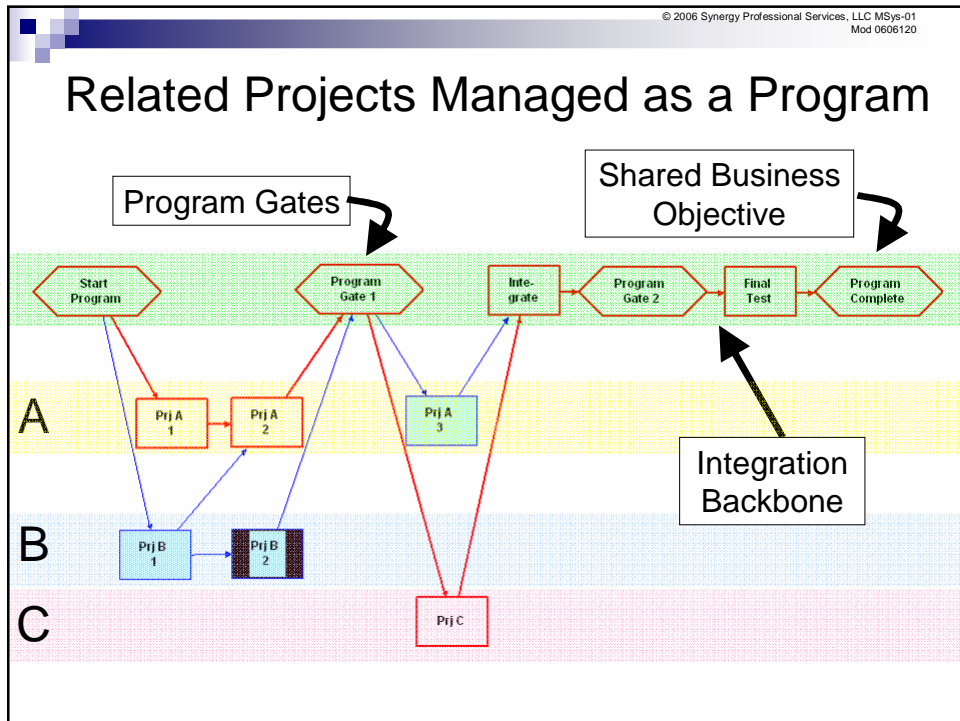 © 2006 Synergy Professional Services, LLC MSys-01
Mod 0606120
Related Projects Managed as a Program
Program Gates
Shared Business
Objective
Start
Program
Program
Gate 1
Inte-
grate
Program
Gate 2
Final
Test
Program
Complete
A
Prj A
1
Prj A
2
Prj A
3
Integration
Backbone
B
Prj B
1
Prj B
2
C
Prj C